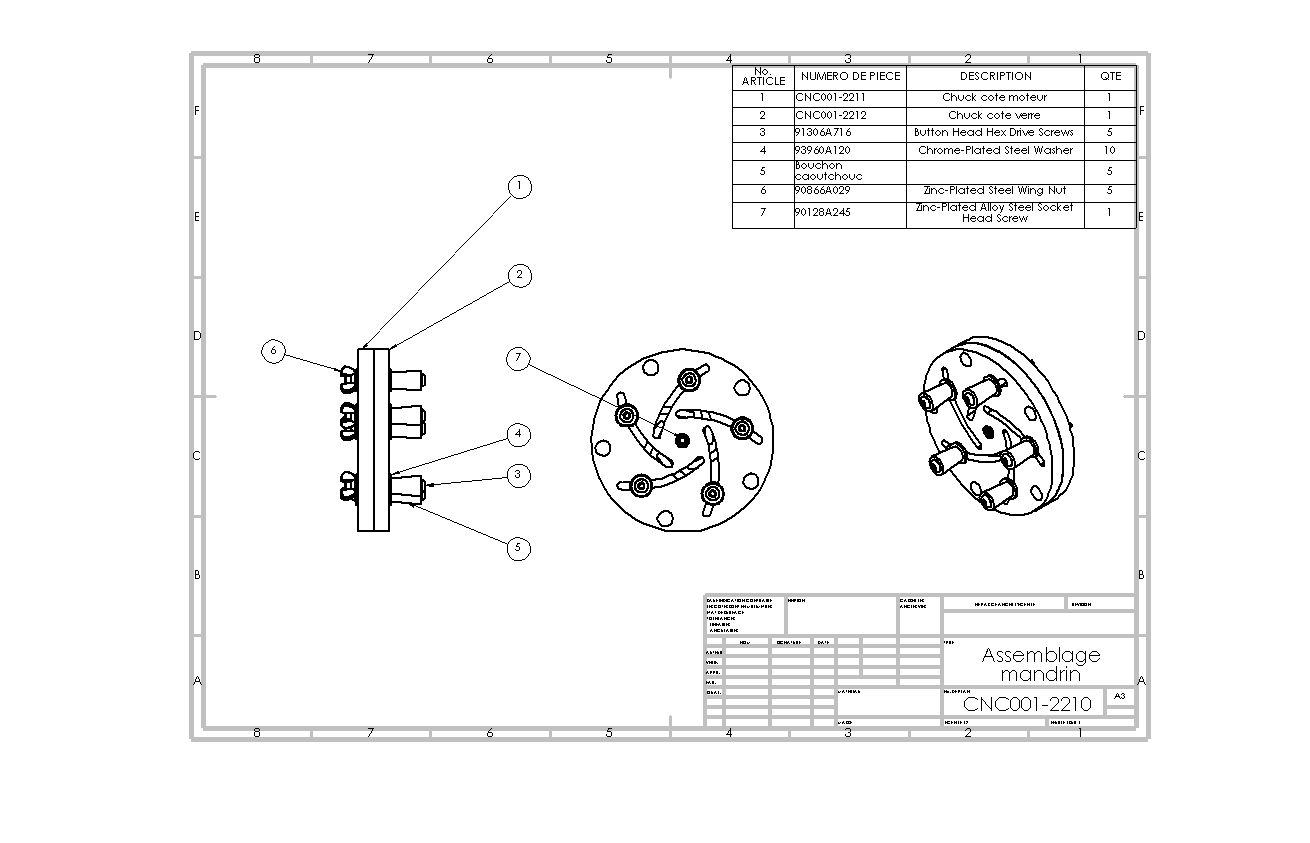 8 7 6 5 4 3 2 1
No.
ARTICLE NUMERO DE PIECE DESCRIPTION QTE
1 CNC001-2211 Chuck cote moteur 1
2 CNC001-2212 Chuck cote verre 1
3 91306A716 Button Head Hex Drive Screws 5
4 93960A120 Chrome-Plated Steel Washer 10
5 Bouchon
caoutchouc 5
6 90866A029 Zinc-Plated Steel Wing Nut 5
7 90128A245 Zinc-Plated Alloy Steel Socket
Head Screw 1
F F
E E
D D
C C
B B
A A
1
2
6
7
4
3
5
Assemblage
mandrin
CNC001-2210 A3
8 7 6 5 4 3 2 1